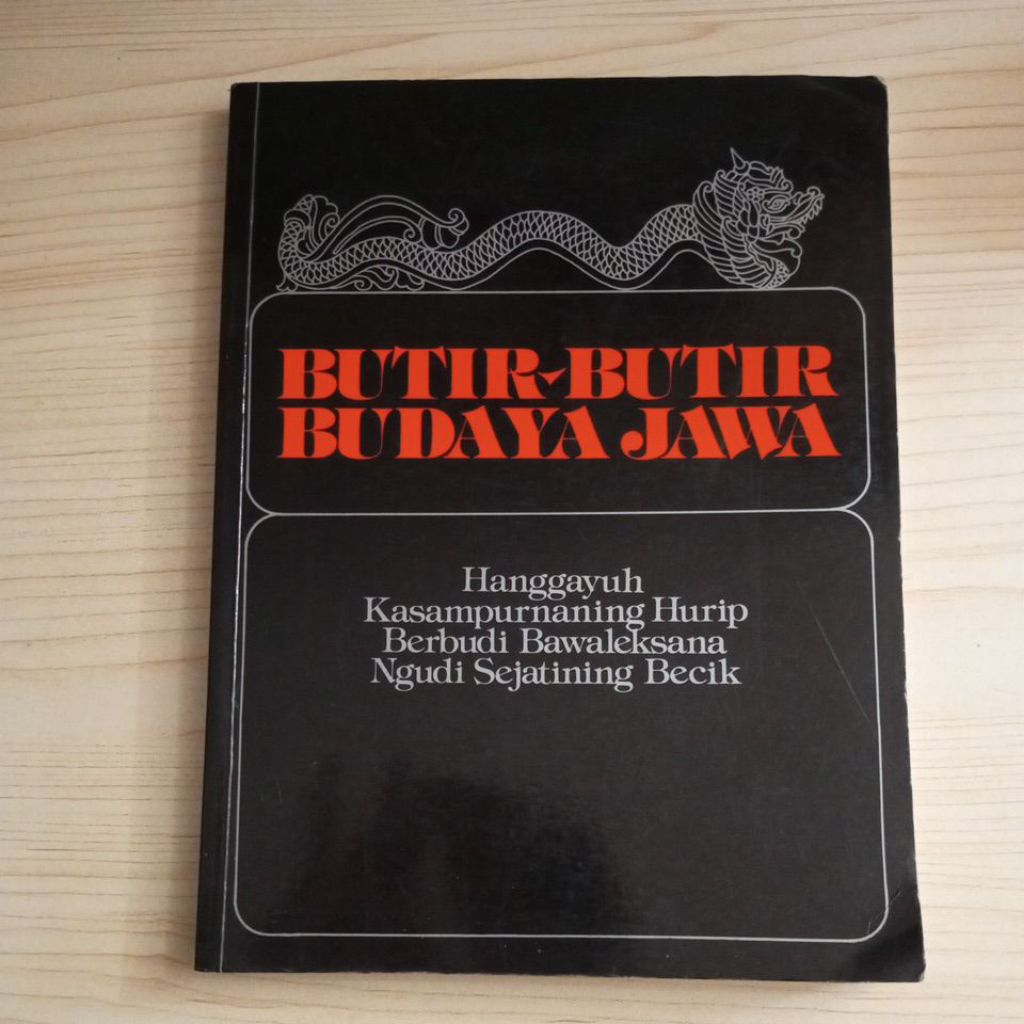 BUTIR-BUTIR
BUDAYA JAWA
Hanggayuh
Kasampurnaning Hurip
Berbudi Bawaleksana
Ngudi Sejatining Becik